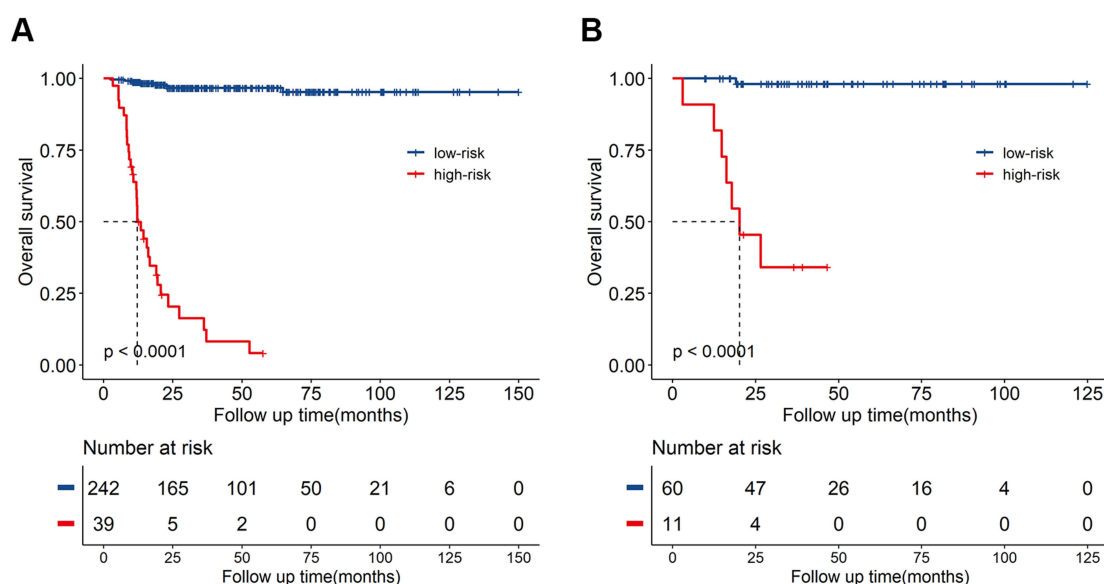 A
1.00
0.75
0.50
0.25
0.00
Overall survival
low-risk
high-risk
p < 0.0001
0 25 50 75 100 125 150
Follow up time(months)
Number at risk
242 165 101 50 21 6 0
39 5 2 0 0 0 0
0 25 50 75 100 125 150
Follow up time(months)
B
1.00
0.75
0.50
0.25
0.00
Overall survival
low-risk
high-risk
p < 0.0001
0 25 50 75 100 125
Follow up time(months)
Number at risk
60 47 26 16 4 0
11 4 0 0 0 0
0 25 50 75 100 125
Follow up time(months)